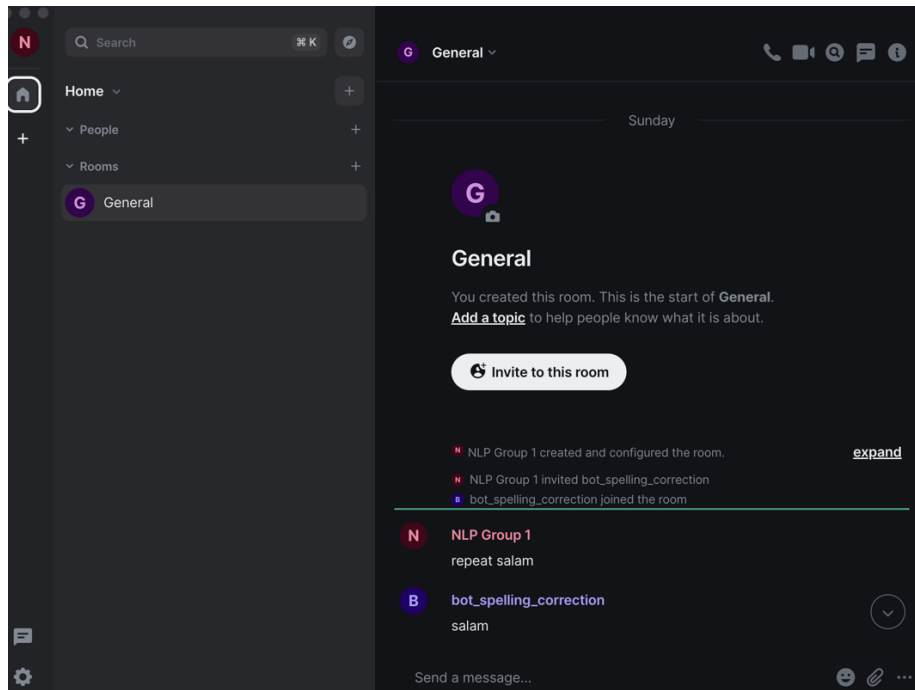 N
Search ⌘ K
Home
People
Rooms
G General
G General
Sunday
G
General
You created this room. This is the start of General.
Add a topic to help people know what it is about.
Invite to this room
N NLP Group 1 created and configured the room. expand
N NLP Group 1 invited bot_spelling_correction
B bot_spelling_correction joined the room
N NLP Group 1
repeat salam
B bot_spelling_correction
salam
Send a message...